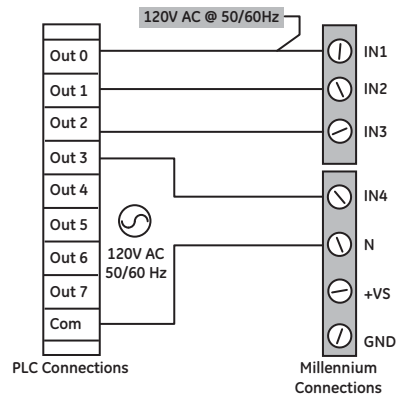 120V AC @ 50/60Hz
Out 0
Out 1
Out 2
Out 3
Out 4
Out 5
Out 6
Out 7
Com
120V AC
50/60 Hz
IN1
IN2
IN3
IN4
N
+VS
GND
PLC Connections
Millennium
Connections